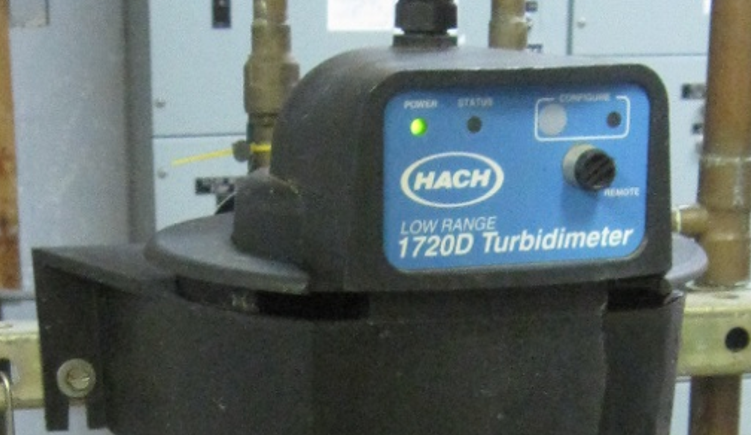 POWER STATUS CONFIGURE
HACH
REMOTE
LOW RANGE
1720D Turbidimeter